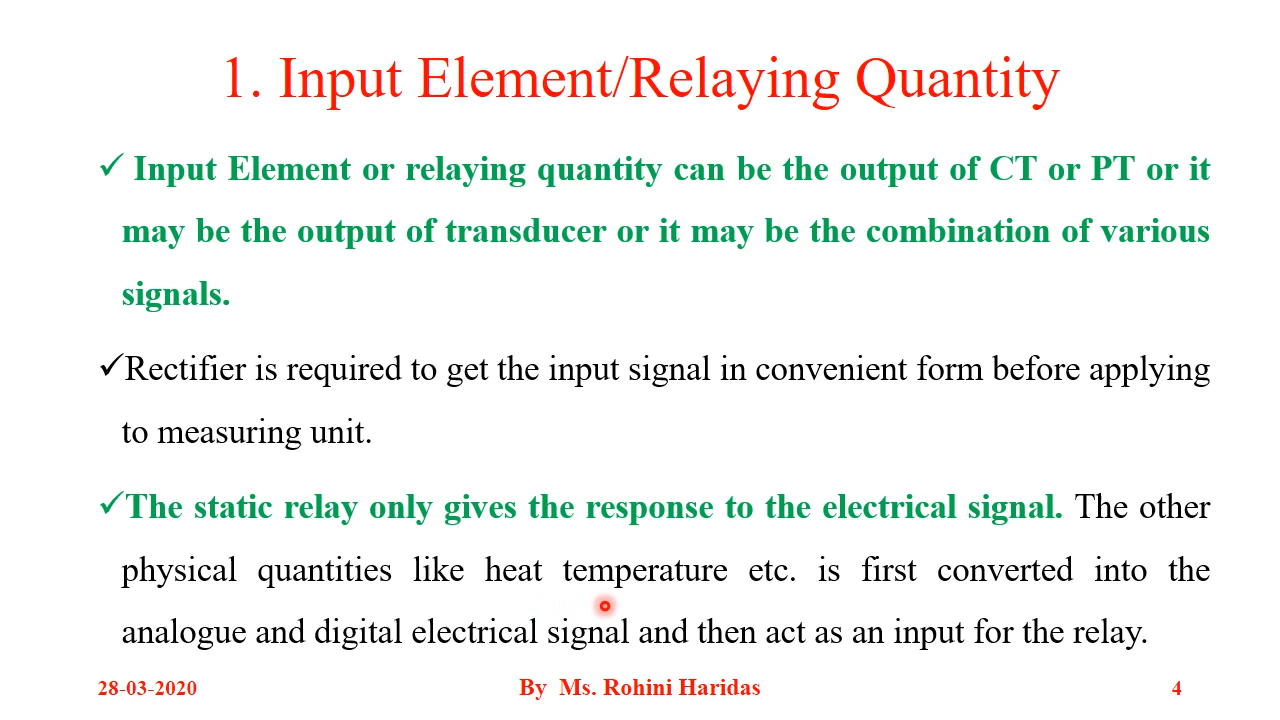 1. Input Element/Relaying Quantity
✓ Input Element or relaying quantity can be the output of CT or PT or it
may be the output of transducer or it may be the combination of various
signals.
✓Rectifier is required to get the input signal in convenient form before applying
to measuring unit.
✓The static relay only gives the response to the electrical signal. The other
physical quantities like heat temperature etc. is first converted into the
analogue and digital electrical signal and then act as an input for the relay.
28-03-2020 By Ms. Rohini Haridas 4